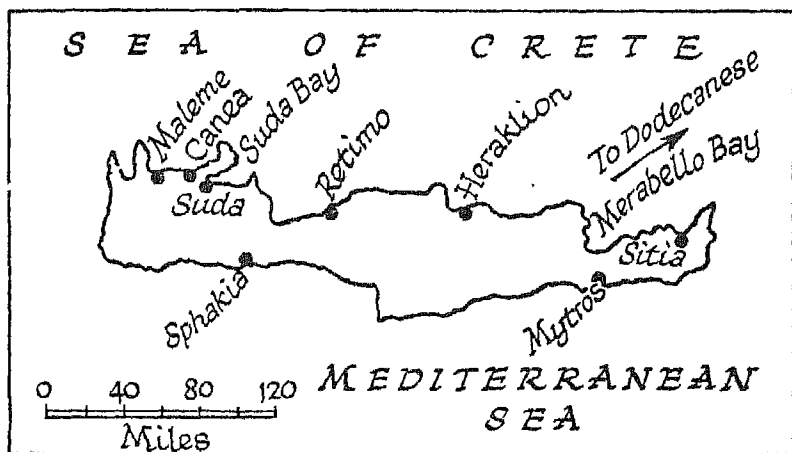 SEA OF CRETE
Maleme
Canea
Suda Bay
Suda
Retimo
Heraklion
To Dodecanese
Merabello Bay
Sitia
Sphakia
Mytros
0 40 80 120
Miles
MEDITERRANEAN
SEA